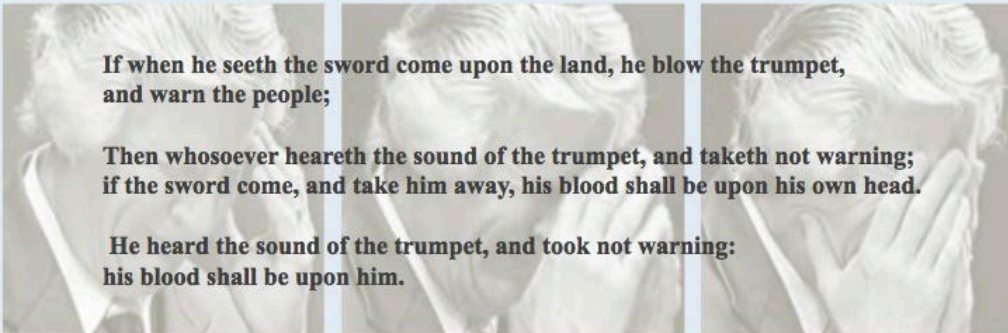 If when he seeth the sword come upon the land, he blow the trumpet,
and warn the people;
Then whosoever heareth the sound of the trumpet, and taketh not warning;
if the sword come, and take him away, his blood shall be upon his own head.
He heard the sound of the trumpet, and took not warning:
his blood shall be upon him.